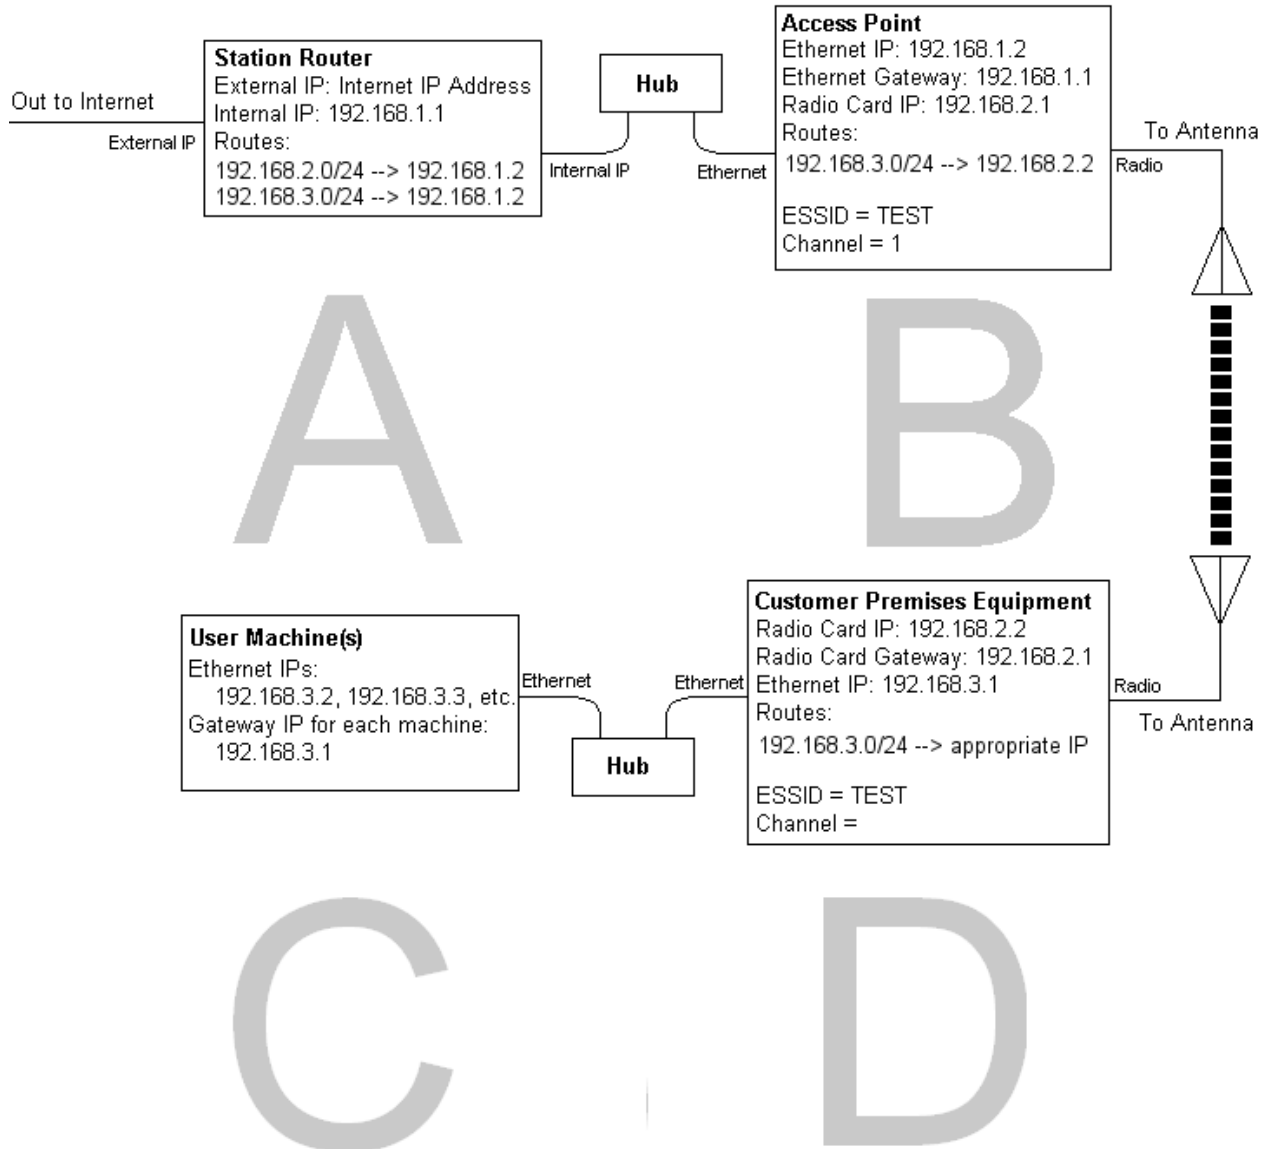 Out to Internet
External IP
Station Router
External IP: Internet IP Address
Internal IP: 192.168.1.1
Routes:
192.168.2.0/24 --> 192.168.1.2
192.168.3.0/24 --> 192.168.1.2
Internal IP
Hub
Ethernet
Access Point
Ethernet IP: 192.168.1.2
Ethernet Gateway: 192.168.1.1
Radio Card IP: 192.168.2.1
Routes:
192.168.3.0/24 --> 192.168.2.2
ESSID = TEST
Channel = 1
To Antenna
Radio
A
B
User Machine(s)
Ethernet IPs:
192.168.3.2, 192.168.3.3, etc.
Gateway IP for each machine:
192.168.3.1
Ethernet
Hub
Ethernet
Customer Premises Equipment
Radio Card IP: 192.168.2.2
Radio Card Gateway: 192.168.2.1
Ethernet IP: 192.168.3.1
Routes:
192.168.3.0/24 --> appropriate IP
ESSID = TEST
Channel =
Radio
To Antenna
C
D